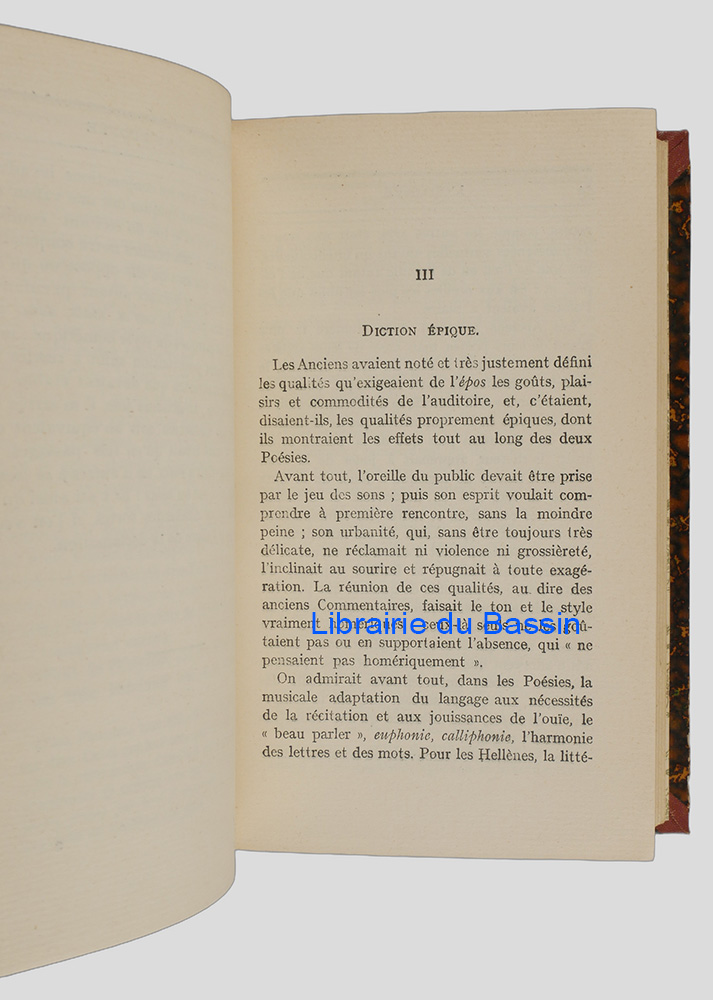 III
DICTION ÉPIQUE.
Les Anciens avaient noté et très justement défini
les qualités qu'exigeaient de l'épos les goûts, plai-
sirs et commodités de l'auditoire, et, c'étaient,
disaient-ils, les qualités proprement épiques, dont
ils montraient les effets tout au long des deux
Poésies.
Avant tout, l'oreille du public devait être prise
par le jeu des sons ; puis son esprit voulait com-
prendre à première rencontre, sans la moindre
peine ; son urbanité, qui, sans être toujours très
délicate, ne réclamait ni violence ni grossièreté,
l'inclinait au sourire et répugnait à toute exagé-
ration. La réunion de ces qualités, au dire des
anciens Commentaires, faisait le ton et le style
vraiment homériques ceux-là seuls ne les goû-
Librairie du Bassin
taient pas ou en supportaient l'absence, qui « ne
pensaient pas homériquement ».
On admirait avant tout, dans les Poésies, la
musicale adaptation du langage aux nécessités
de la récitation et aux jouissances de l'ouïe, le
« beau parler », euphonie, calliphonie, l'harmonie
des lettres et des mots. Pour les Hellènes, la litté-